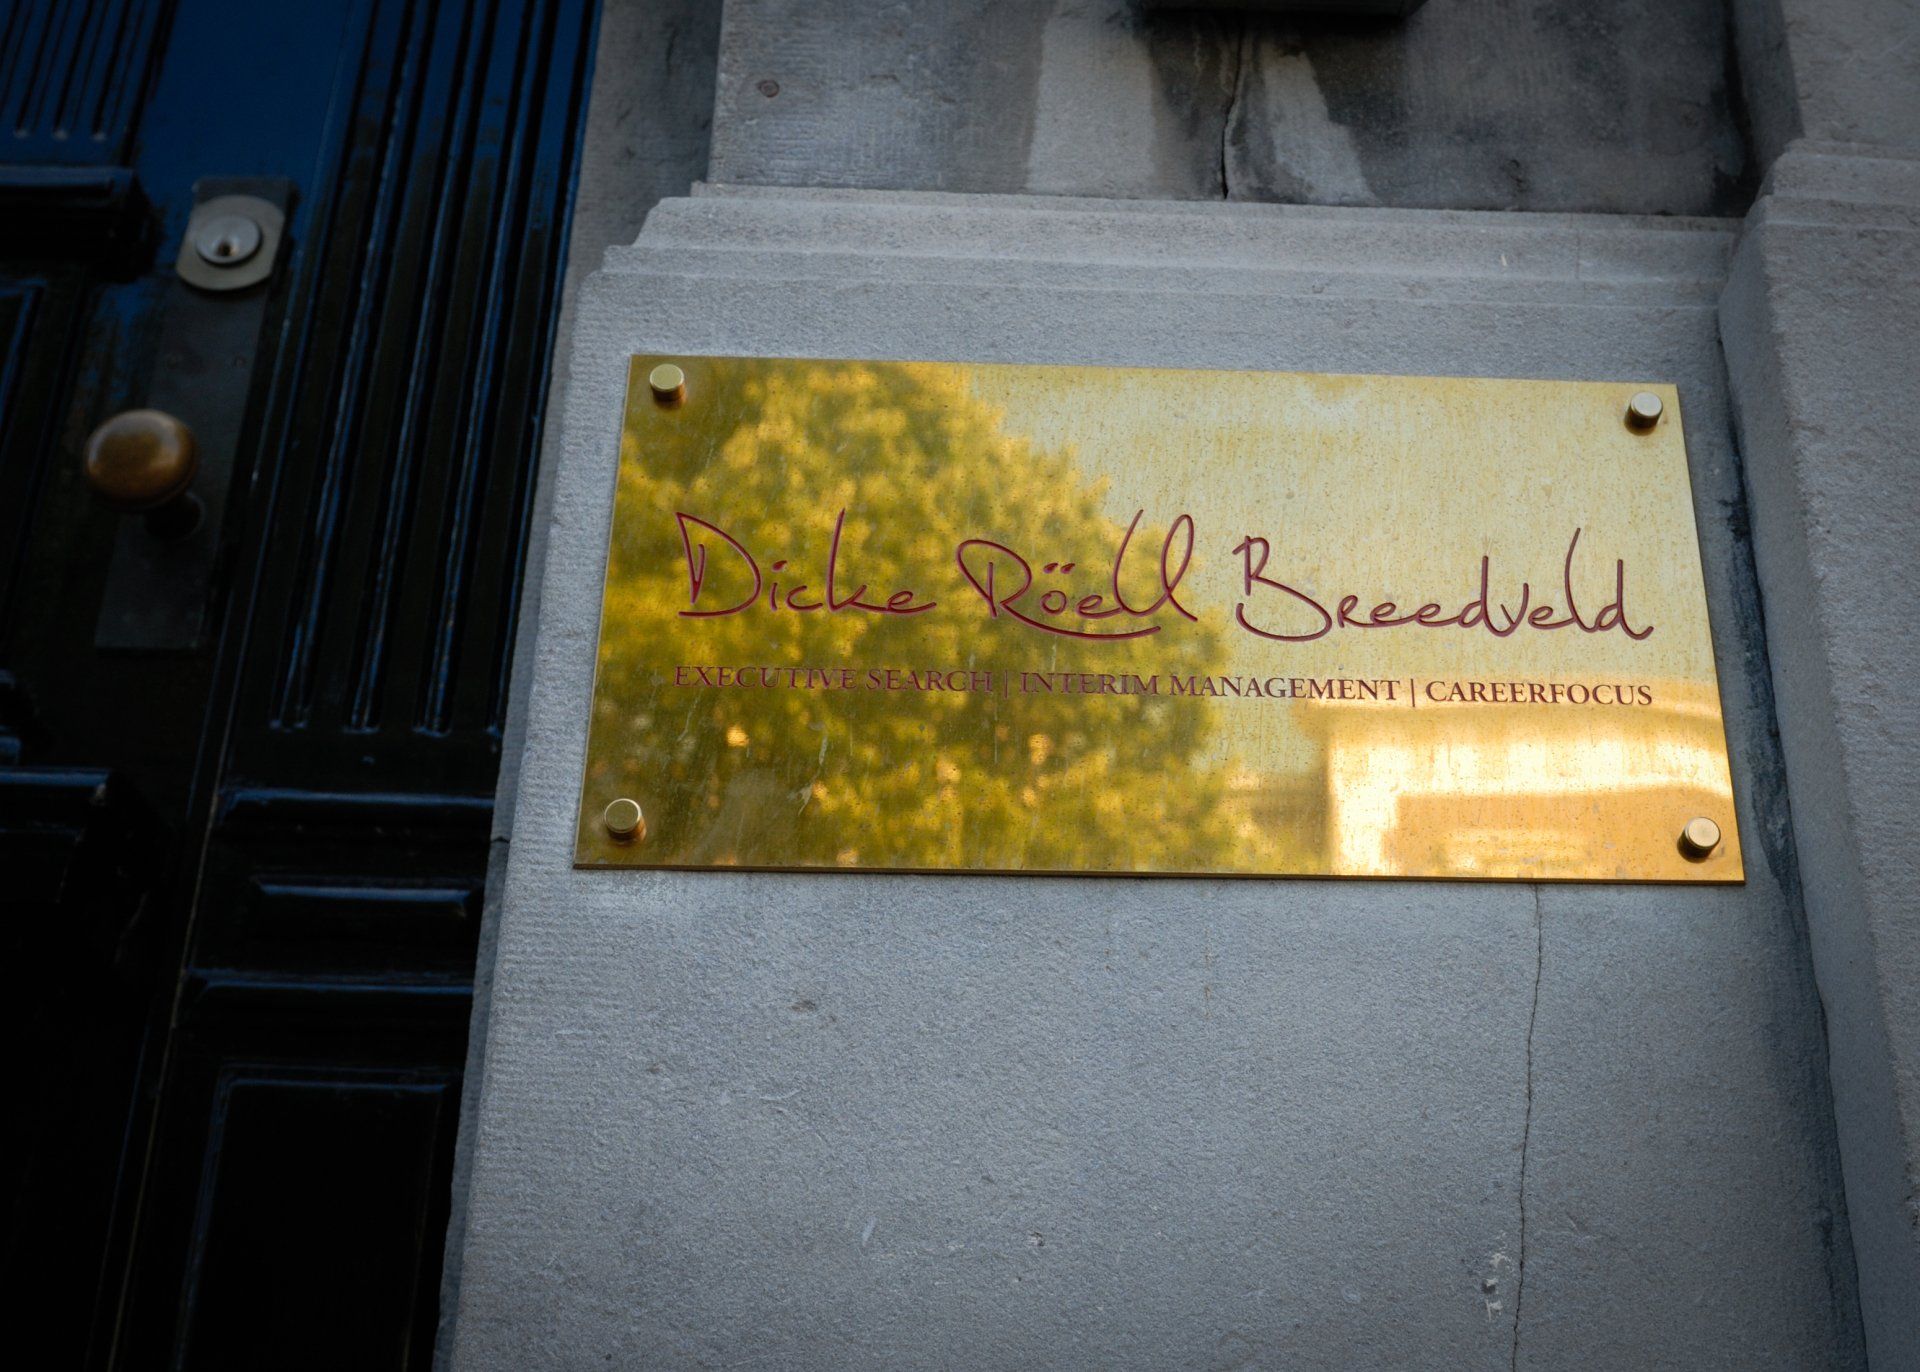 Dicke Röell Breedveld
EXECUTIVE SEARCH | INTERIM MANAGEMENT | CAREERFOCUS